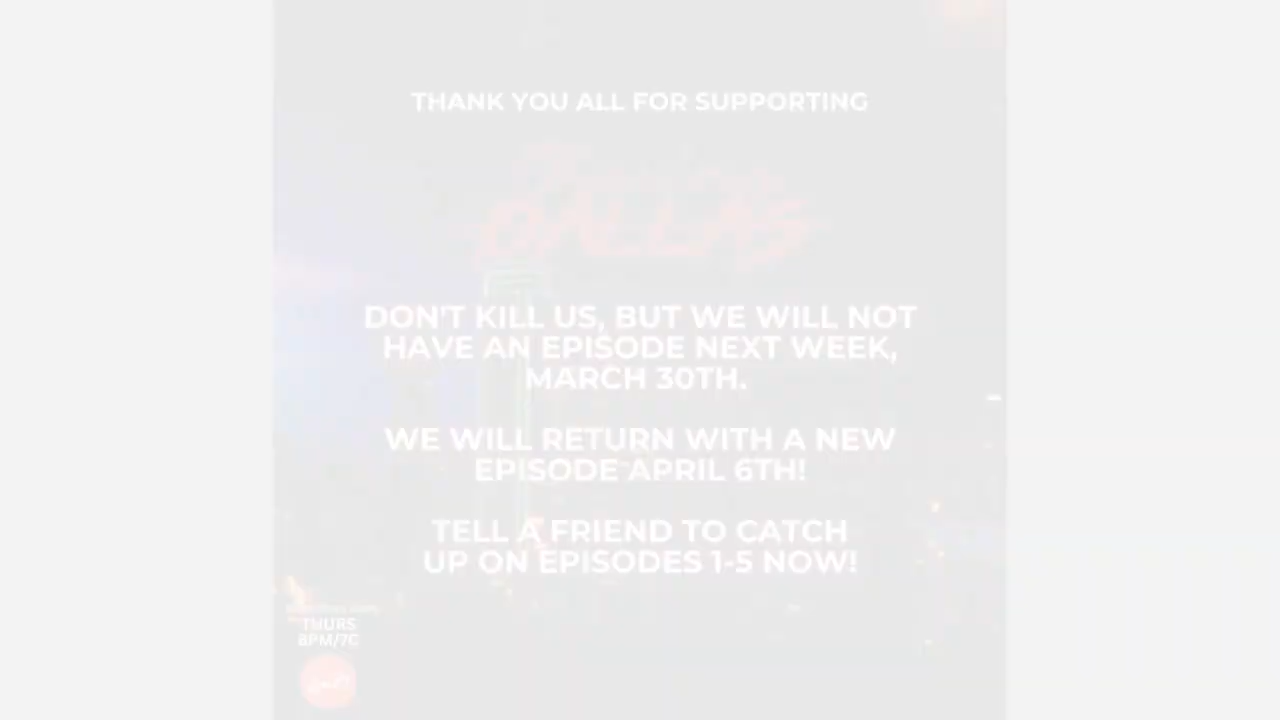 THANK YOU ALL FOR SUPPORTING
DALLAS
DON'T KILL US, BUT WE WILL NOT
HAVE AN EPISODE NEXT WEEK,
MARCH 30TH.
WE WILL RETURN WITH A NEW
EPISODE APRIL 6TH!
TELL A FRIEND TO CATCH
UP ON EPISODES 1-5 NOW!
THURS
8PM/7C